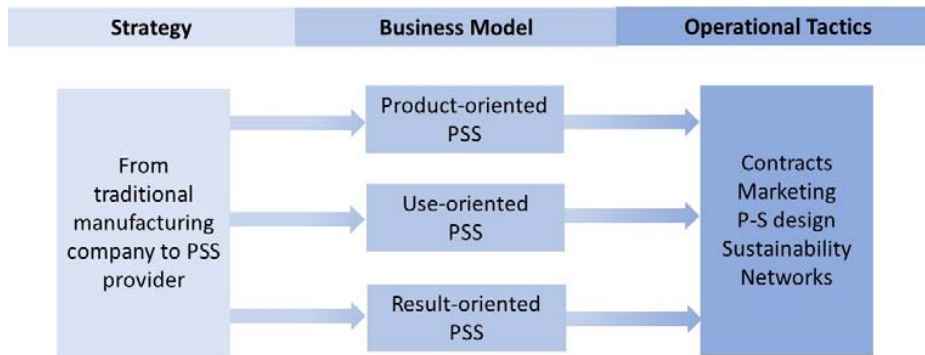 Strategy
Business Model
Operational Tactics
From
traditional
manufacturing
company to PSS
provider
Product-oriented
PSS
Use-oriented
PSS
Result-oriented
PSS
Contracts
Marketing
P-S design
Sustainability
Networks